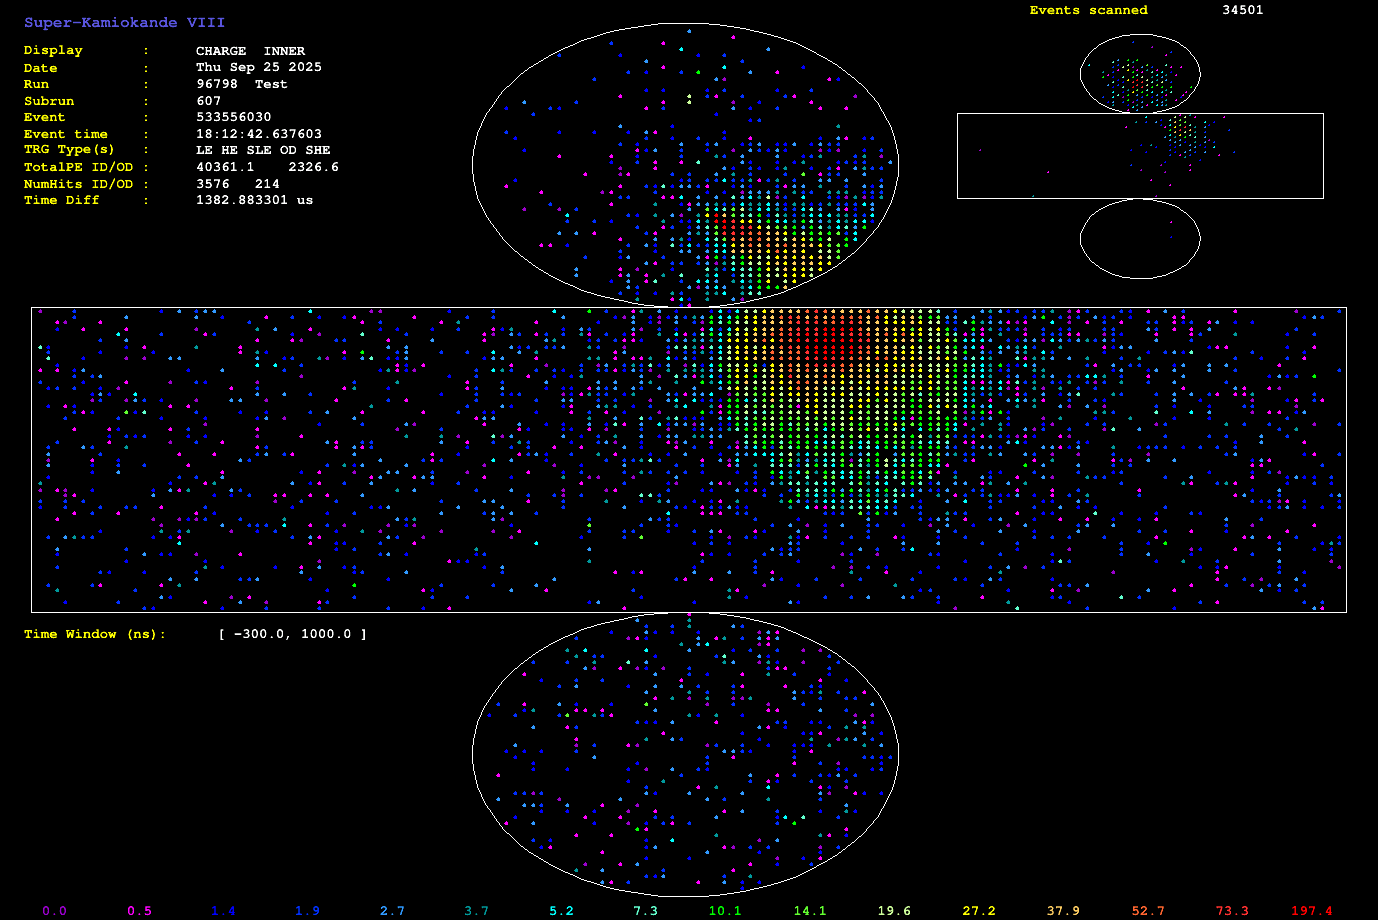 Super-Kamiokande VIII
Display : CHARGE INNER
Date : Thu Sep 25 2025
Run : 96798 Test
Subrun : 607
Event : 533556030
Event time : 18:12:42.637603
TRG Type(s) : LE HE SLE OD SHE
TotalPE ID/OD : 40361.1 2326.6
NumHits ID/OD : 3576 214
Time Diff : 1382.883301 us
Events scanned 34501
Time Window (ns): [ -300.0, 1000.0 ]
0.0 0.5 1.4 1.9 2.7 3.7 5.2 7.3 10.1 14.1 19.6 27.2 37.9 52.7 73.3 197.4